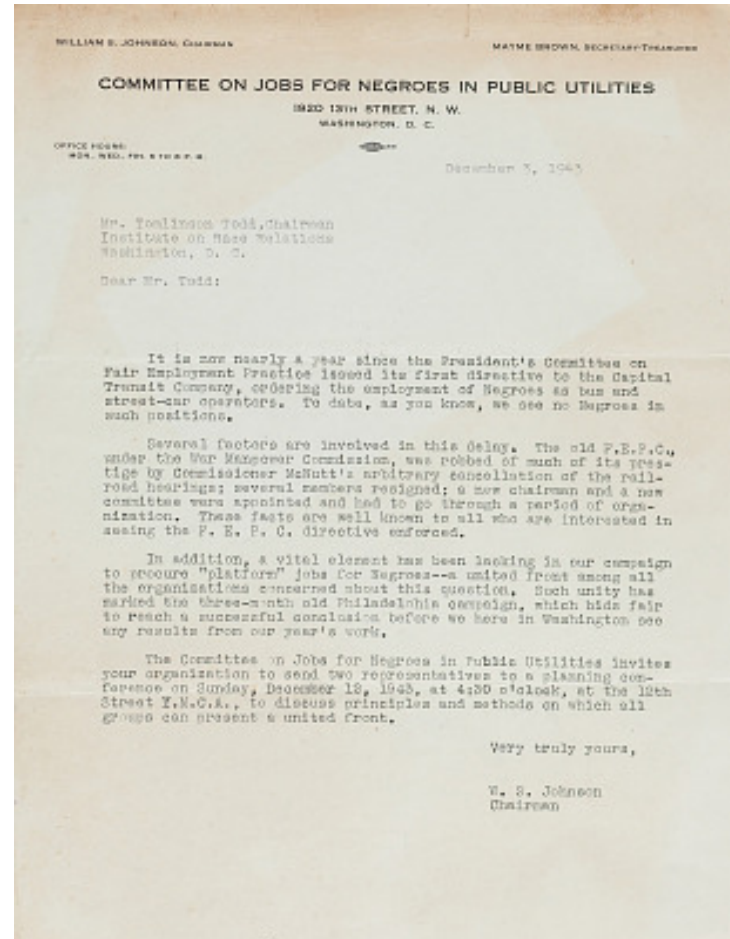 WILLIAM S. JOHNSON, CHAIRMAN
MAYME BROWN, SECRETARY-TREASURER
COMMITTEE ON JOBS FOR NEGROES IN PUBLIC UTILITIES
1920 13TH STREET, N. W.
WASHINGTON, D. C.
OFFICE HOURS:
MON., WED., FRI. 6 TO 8 P. M.
December 3, 1943
Mr. Tomlinson Todd,Chairman
Institute on Race Relations
Washington, D. C.
Dear Mr. Todd:
It is now nearly a year since the President's Committee on
Fair Employment Practice issued its first directive to the Capital
Transit Company, ordering the employment of Negroes as bus and
street-car operators. To date, as you know, we see no Negroes in
such positions.
Several factors are involved in this delay. The old F.E.P.C.,
under the War Manpower Commission, was robbed of much of its pres-
tige by Commissioner McNutt's arbitrary cancellation of the rail-
road hearings; several members resigned; a new chairman and a new
committee were appointed and had to go through a period of orga-
nization. These facts are well known to all who are interested in
seeing the F. E. P. C. directive enforced.
In addition, a vital element has been lacking in our campaign
to procure "platform" jobs for Negroes--a united front among all
the organizations concerned about this question. Such unity has
marked the three-month old Philadelphia campaign, which bids fair
to reach a successful conclusion before we here in Washington see
any results from our year's work.
The Committee on Jobs for Negroes in Public Utilities invites
your organization to send two representatives to a planning con-
ference on Sunday, December 12, 1943, at 4:30 o'clock, at the 12th
Street Y.M.C.A., to discuss principles and methods on which all
groups can present a united front.
Very truly yours,
W. S. Johnson
Chairman